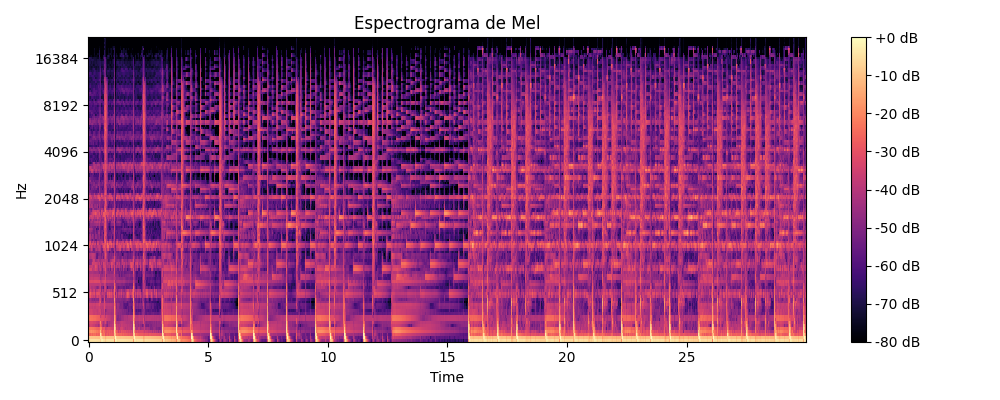 Espectrograma de Mel
+0 dB
16384
-10 dB
8192
-20 dB
-30 dB
4096
Hz
-40 dB
2048
-50 dB
1024
-60 dB
512
-70 dB
0
-80 dB
0 5 10 15 20 25
Time